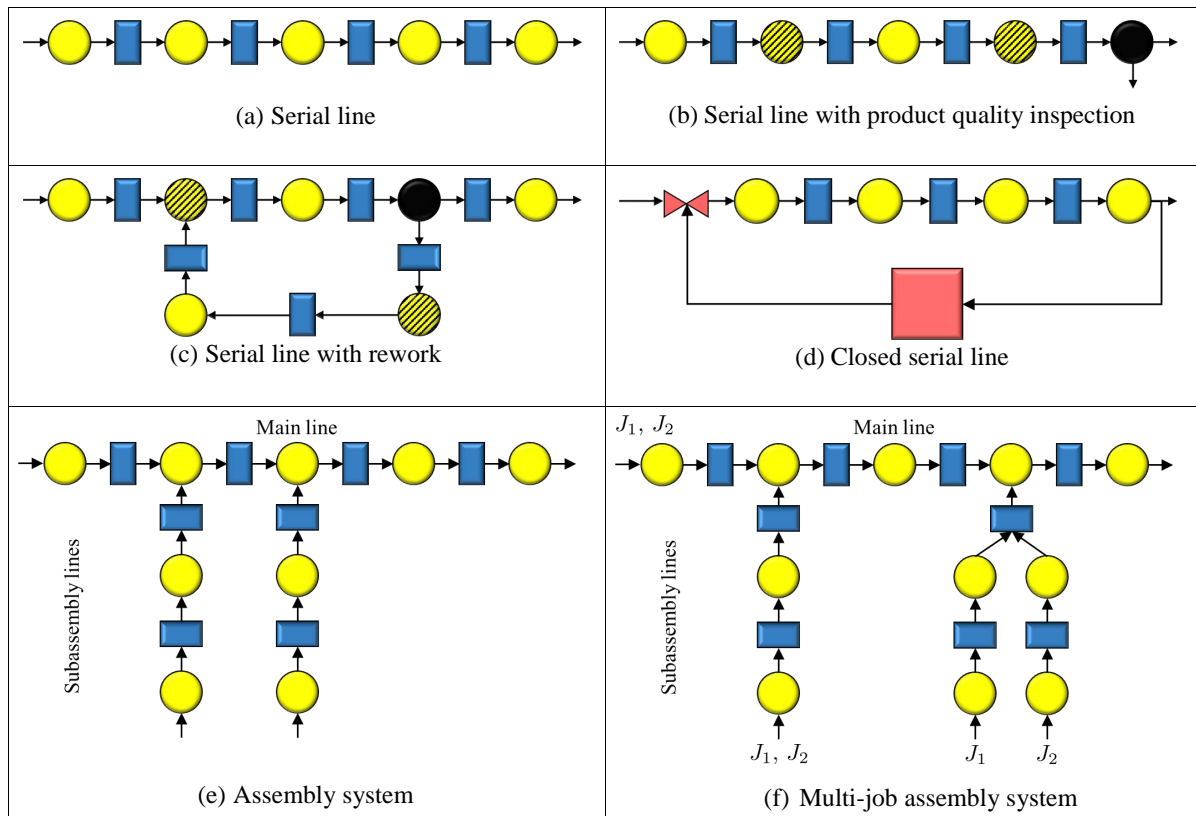 (a) Serial line
(b) Serial line with product quality inspection
(c) Serial line with rework
(d) Closed serial line
Main line
Subassembly lines
(e) Assembly system
J₁, J₂
Main line
Subassembly lines
J₁, J₂
J₁
J₂
(f) Multi-job assembly system